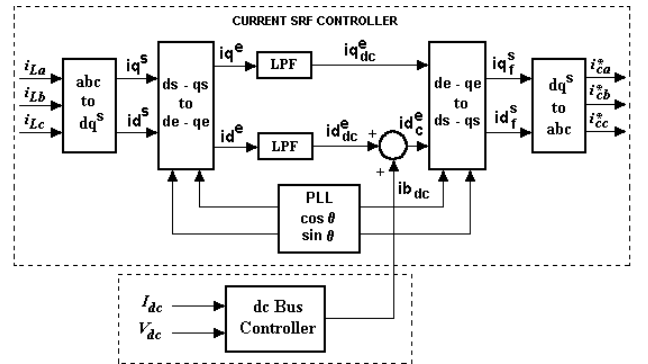 CURRENT SRF CONTROLLER
i_La
i_Lb
i_Lc
abc
to
dq^s
iq^s
id^s
ds - qs
to
de - qe
iq^e
id^e
LPF
LPF
iq^e_dc
id^e_dc
+
+
id^e_c
ib_dc
de - qe
to
ds - qs
iq^s_f
id^s_f
dq^s
to
abc
i*_ca
i*_cb
i*_cc
PLL
cos θ
sin θ
I_dc
V_dc
dc Bus
Controller